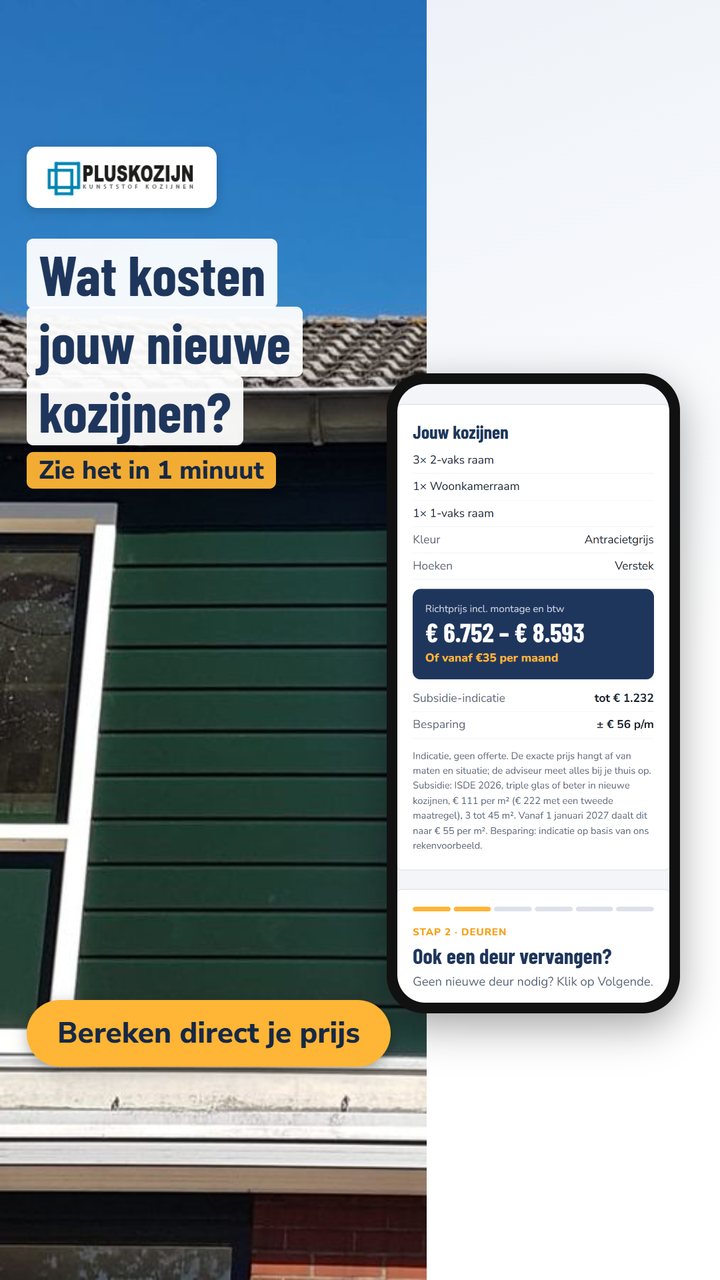 PLUSKOZIJN
KUNSTSTOF KOZIJNEN
Wat kosten
jouw nieuwe
kozijnen?
Zie het in 1 minuut
Jouw kozijnen
3× 2-vaks raam
1× Woonkamerraam
1× 1-vaks raam
Kleur Antracietgrijs
Hoeken Verstek
Richtprijs incl. montage en btw
€ 6.752 – € 8.593
Of vanaf €35 per maand
Subsidie-indicatie tot € 1.232
Besparing ± € 56 p/m
Indicatie, geen offerte. De exacte prijs hangt af van
maten en situatie; de adviseur meet alles bij je thuis op.
Subsidie: ISDE 2026, triple glas of beter in nieuwe
kozijnen, € 111 per m² (€ 222 met een tweede
maatregel), 3 tot 45 m². Vanaf 1 januari 2027 daalt dit
naar € 55 per m². Besparing: indicatie op basis van ons
rekenvoorbeeld.
STAP 2 · DEUREN
Ook een deur vervangen?
Geen nieuwe deur nodig? Klik op Volgende.
Bereken direct je prijs